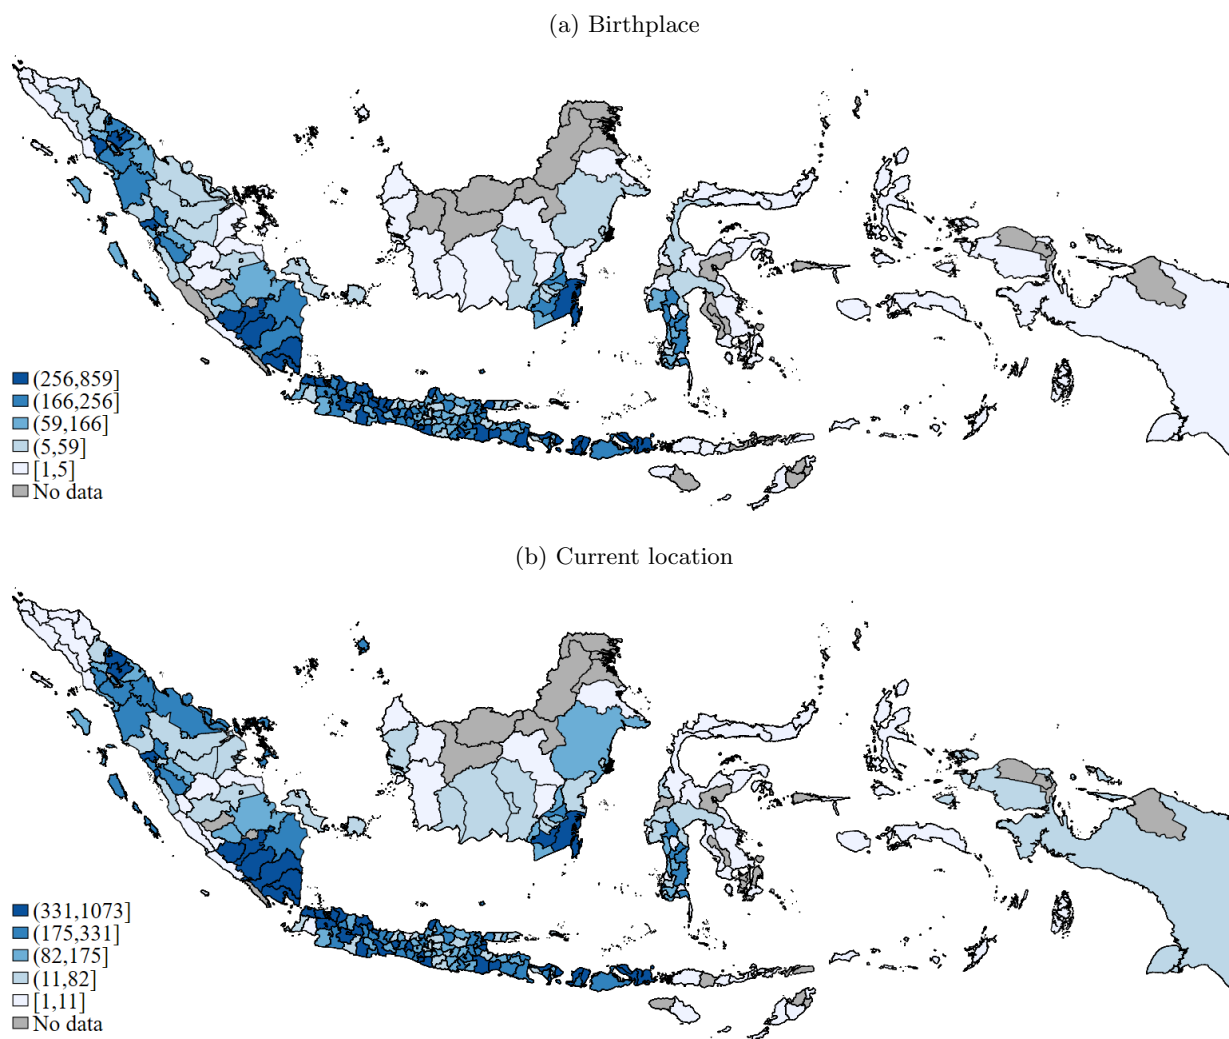 (a) Birthplace
(256,859]
(166,256]
(59,166]
(5,59]
[1,5]
No data
(b) Current location
(331,1073]
(175,331]
(82,175]
(11,82]
[1,11]
No data